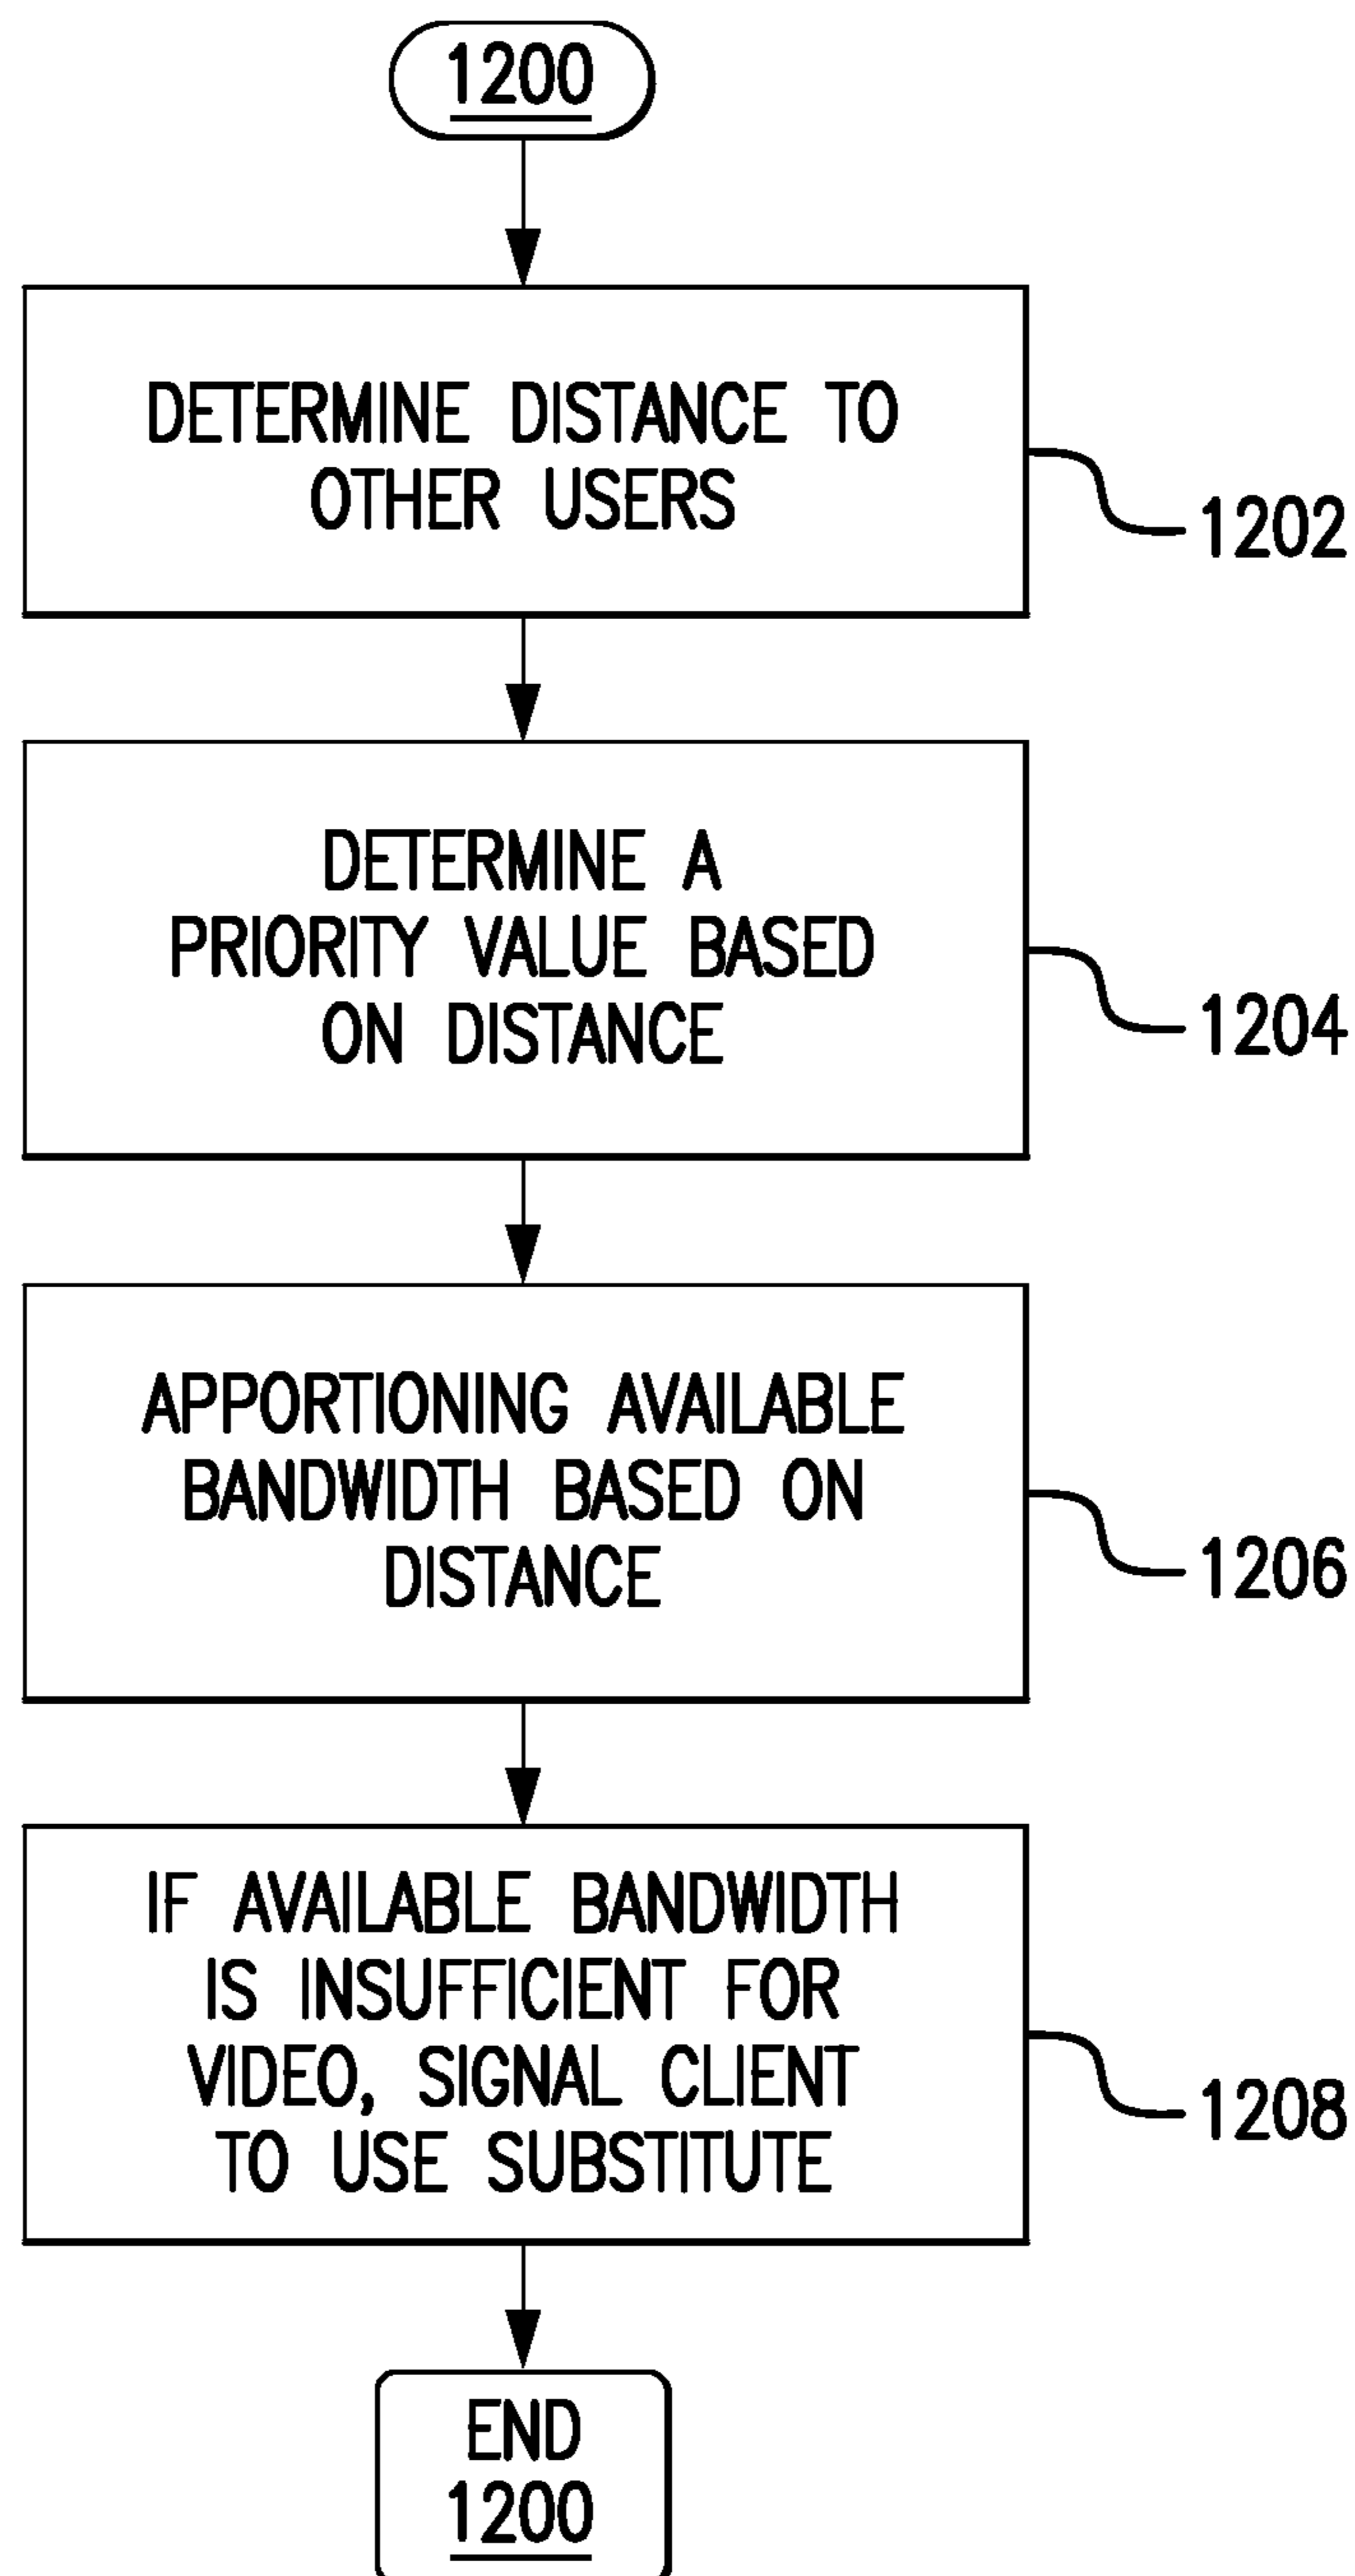 1200
DETERMINE DISTANCE TO
OTHER USERS
1202
DETERMINE A
PRIORITY VALUE BASED
ON DISTANCE
1204
APPORTIONING AVAILABLE
BANDWIDTH BASED ON
DISTANCE
1206
IF AVAILABLE BANDWIDTH
IS INSUFFICIENT FOR
VIDEO, SIGNAL CLIENT
TO USE SUBSTITUTE
1208
END
1200